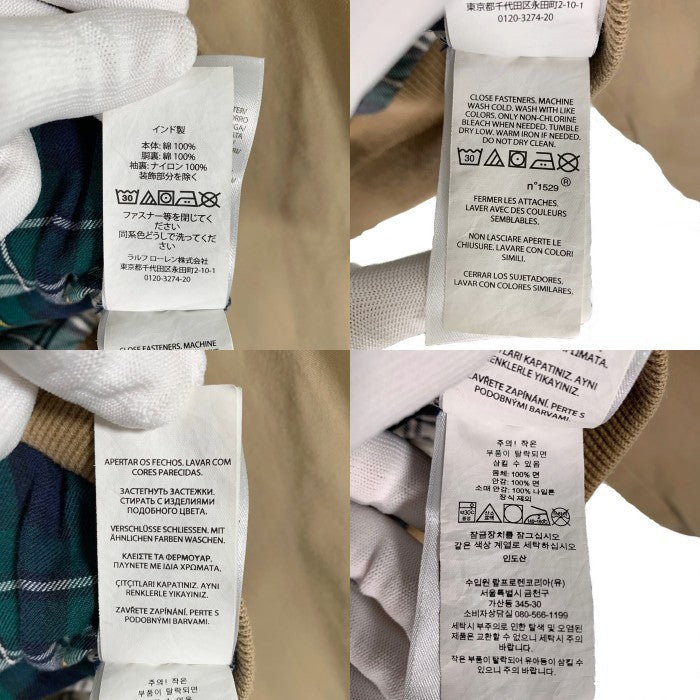 インド製
本体: 綿 100%
胴裏: 綿 100%
袖裏: ナイロン 100%
装飾部分を除く
30
ファスナー等を閉じてくだ
さい
同系色どうしで洗ってくだ
さい
ラルフ ローレン株式会社
東京都千代田区永田町2-10-1
0120-3274-20
CLOSE FASTENERS. MACHINE
東京都千代田区永田町2-10-1
0120-3274-20
CLOSE FASTENERS. MACHINE
WASH COLD. WASH WITH LIKE
COLORS. ONLY NON-CHLORINE
BLEACH WHEN NEEDED. TUMBLE
DRY LOW. WARM IRON IF NEEDED.
DO NOT DRY CLEAN.
30
n°1529 ®
FERMER LES ATTACHES.
LAVER AVEC DES COULEURS
SEMBLABLES.
NON LASCIARE APERTE LE
CHIUSURE. LAVARE CON COLORI
SIMILI.
CERRAR LOS SUJETADORES.
LAVAR CON COLORES SIMILARES.
APERTAR OS FECHOS. LAVAR COM
CORES PARECIDAS.
ЗАСТЕГНУТЬ ЗАСТЕЖКИ.
СТИРАТЬ С ИЗДЕЛИЯМИ
ПОДОБНОГО ЦВЕТА.
VERSCHLÜSSE SCHLIESSEN. MIT
ÄHNLICHEN FARBEN WASCHEN.
ΚΛΕΙΣΤΕ ΤΑ ΦΕΡΜΟΥΑΡ.
ΠΛΥΝΕΤΕ ΜΕ ΙΔΙΑ ΧΡΩΜΑΤΑ.
ÇITÇITLARI KAPATINIZ. AYNI
RENKLERLE YIKAYINIZ.
ZAVŘETE ZAPÍNÁNÍ. PERTE S
PODOBNÝMI BARVAMI.
주의! 작은
부품이 탈락되면
ÇITÇITLARI KAPATINIZ. AYNI
RENKLERLE YIKAYINIZ.
ZAVŘETE ZAPÍNÁNÍ. PERTE S
PODOBNÝMI BARVAMI.
주의! 작은
부품이 탈락되면
삼킬 수 있음
원체: 100% 면
안감: 100% 면
소매 안감: 100% 나일론
장식 제외
잠금장치를 잠그십시오
같은 색상 계열로 세탁하십시오
인도산
수입원 랄프로렌코리아(유)
서울특별시 금천구
가산동 345-30
소비자상담실 080-566-1199
세탁시 부주의로 인한 탈색 및 오염된
제품은 교환할 수 없으니 세탁시 주의
작은 부품이 탈락되어 유아등이 삼킬 수
있으니 주의 하십시오.